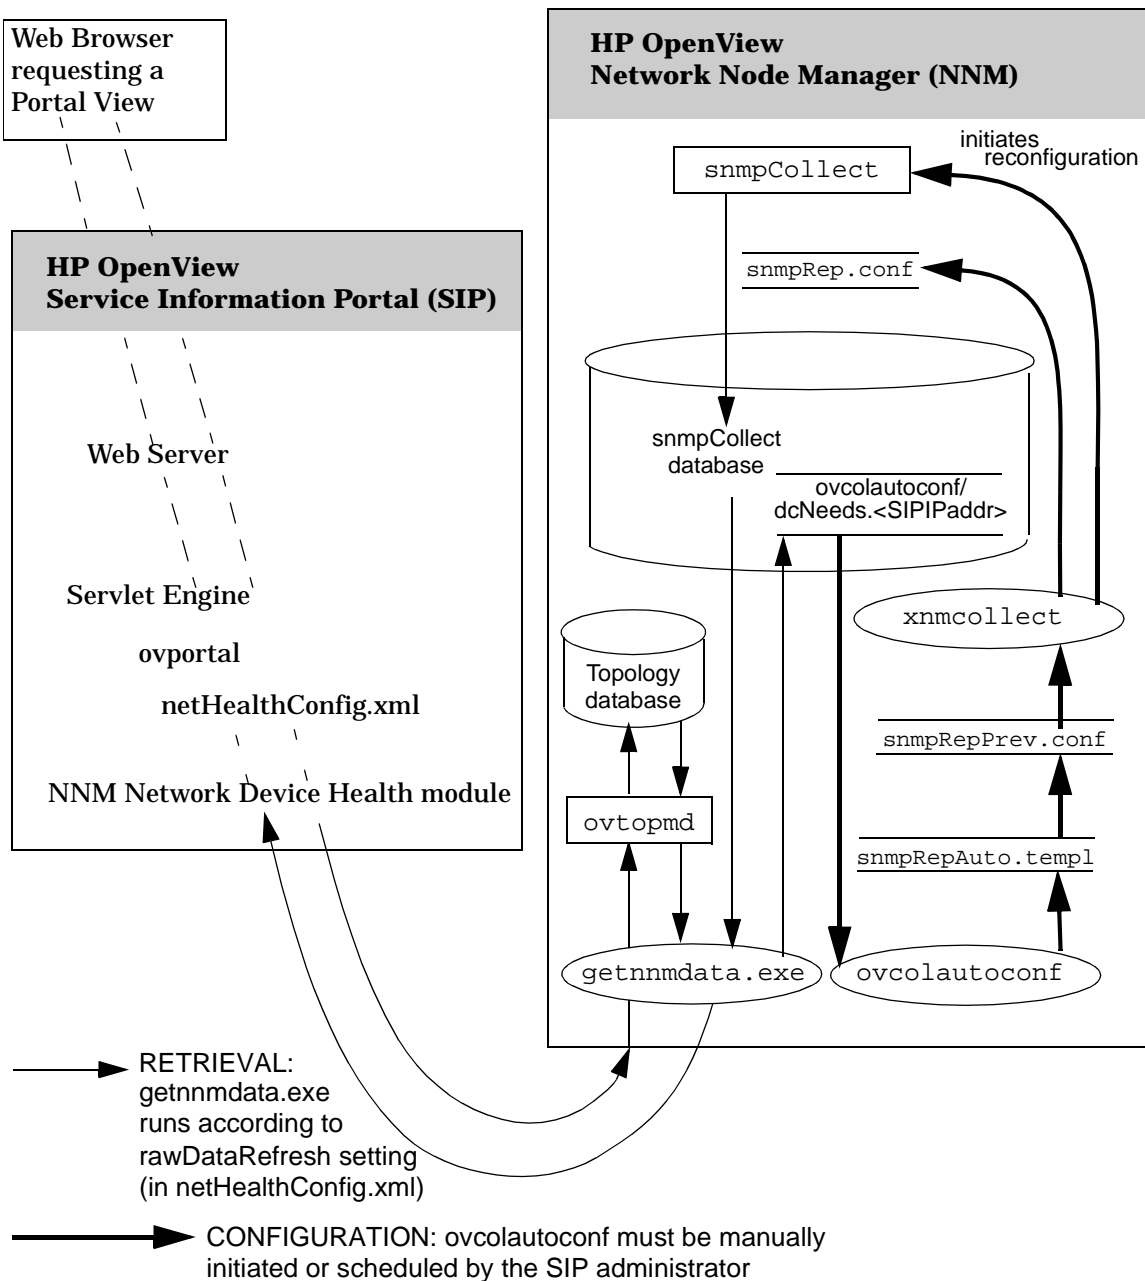 Web Browser
requesting a
Portal View
HP OpenView
Network Node Manager (NNM)
initiates
reconfiguration
snmpCollect
HP OpenView
Service Information Portal (SIP)
snmpRep.conf
Web Server
snmpCollect
database
ovcolautoconf/
dcNeeds.<SIPIPaddr>
Servlet Engine
ovportal
netHealthConfig.xml
NNM Network Device Health module
xnmcollect
Topology
database
snmpRepPrev.conf
ovtopmd
snmpRepAuto.templ
getnnmdata.exe
ovcolautoconf
RETRIEVAL:
getnnmdata.exe
runs according to
rawDataRefresh setting
(in netHealthConfig.xml)
CONFIGURATION: ovcolautoconf must be manually
initiated or scheduled by the SIP administrator